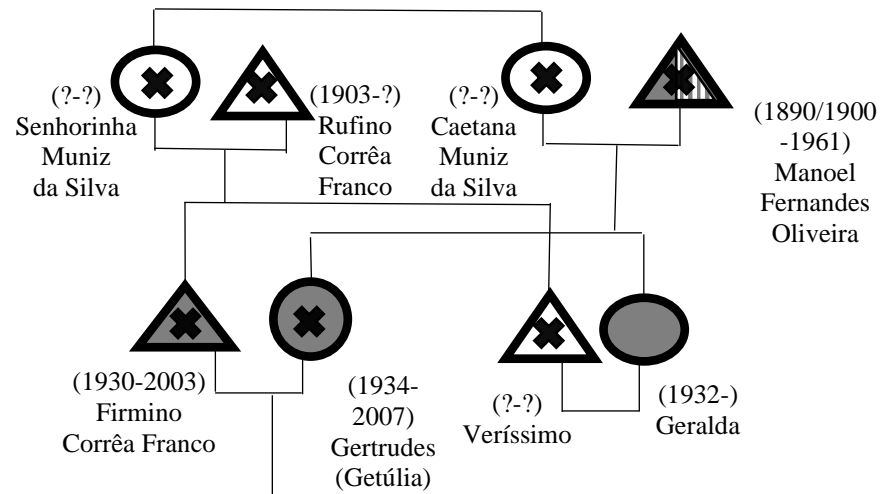 (?-?)
Senhorinha
Muniz
da Silva
(1903-?)
Rufino
Corrêa
Franco
(?-?)
Caetana
Muniz
da Silva
(1890/1900
-1961)
Manoel
Fernandes
Oliveira
(1930-2003)
Firmino
Corrêa Franco
(1934-
2007)
Gertrudes
(Getúlia)
(?-?)
Veríssimo
(1932-)
Geralda